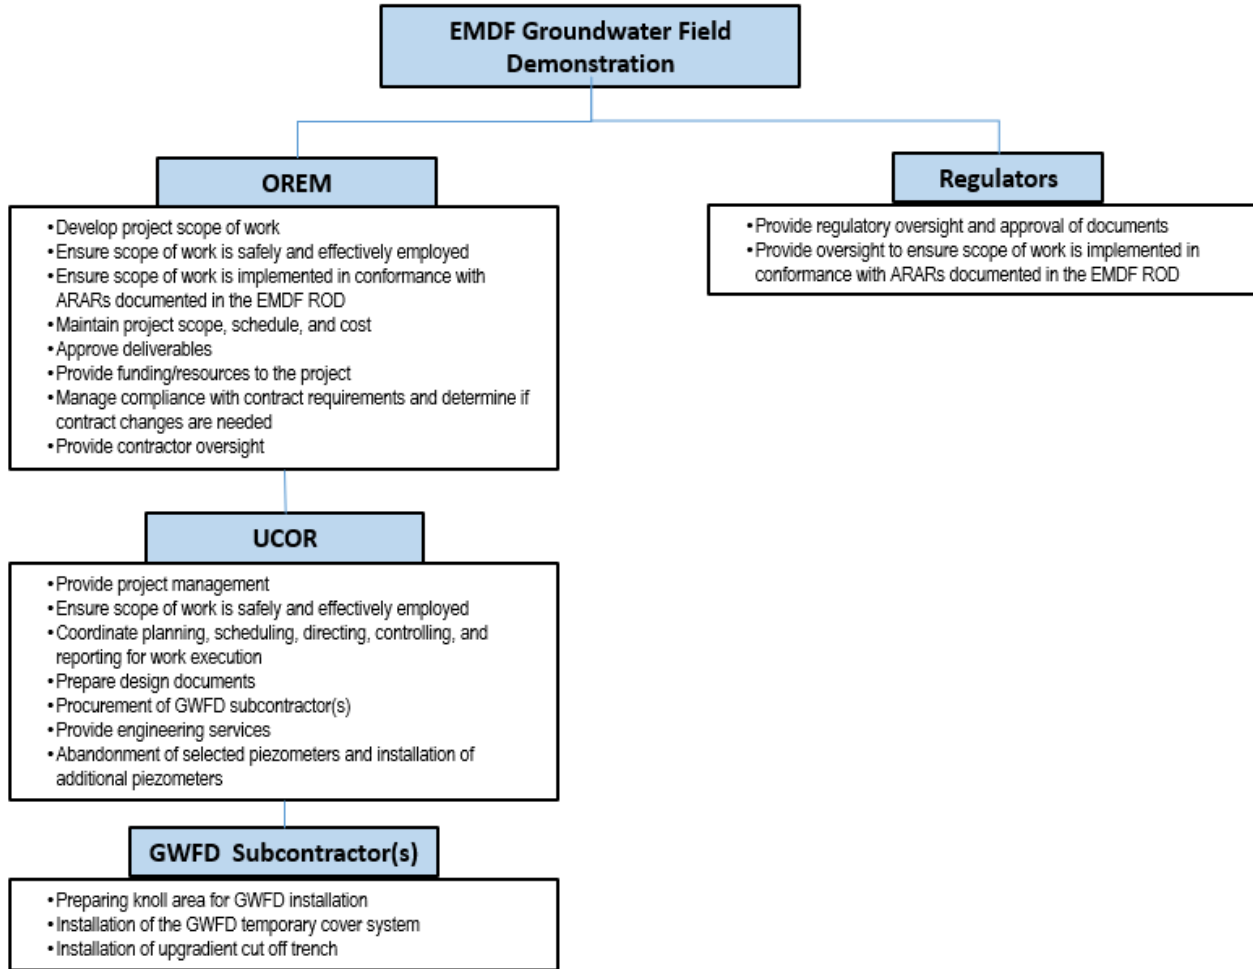 EMDF Groundwater Field
Demonstration
OREM
• Develop project scope of work
• Ensure scope of work is safely and effectively employed
• Ensure scope of work is implemented in conformance with
ARARs documented in the EMDF ROD
• Maintain project scope, schedule, and cost
• Approve deliverables
• Provide funding/resources to the project
• Manage compliance with contract requirements and determine if
contract changes are needed
• Provide contractor oversight
Regulators
• Provide regulatory oversight and approval of documents
• Provide oversight to ensure scope of work is implemented in
conformance with ARARs documented in the EMDF ROD
UCOR
• Provide project management
• Ensure scope of work is safely and effectively employed
• Coordinate planning, scheduling, directing, controlling, and
reporting for work execution
• Prepare design documents
• Procurement of GWFD subcontractor(s)
• Provide engineering services
• Abandonment of selected piezometers and installation of
additional piezometers
GWFD Subcontractor(s)
• Preparing knoll area for GWFD installation
• Installation of the GWFD temporary cover system
• Installation of upgradient cut off trench